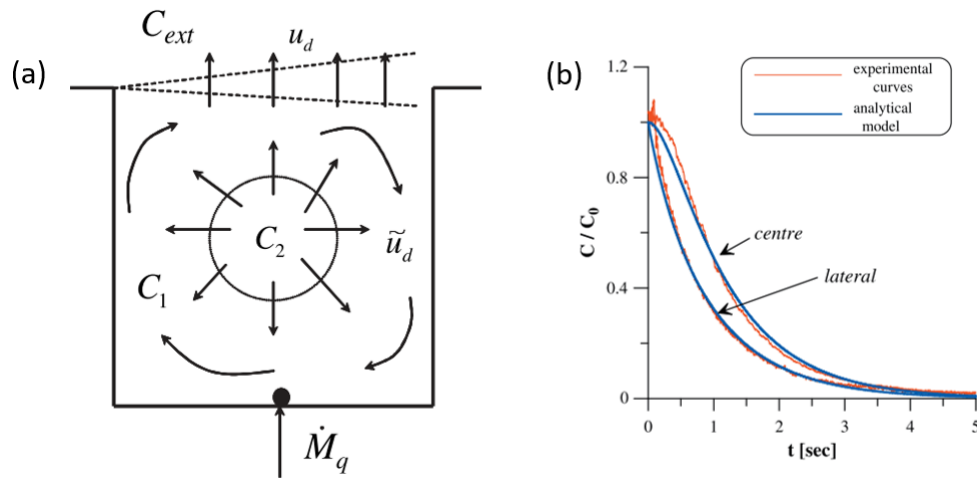 (a)
C_ext
u_d
C_2
ũ_d
C_1
Ṁ_q
(b)
1.2
0.8
0.4
0
C / C_0
experimental
curves
analytical
model
centre
lateral
0 1 2 3 4 5
t [sec]